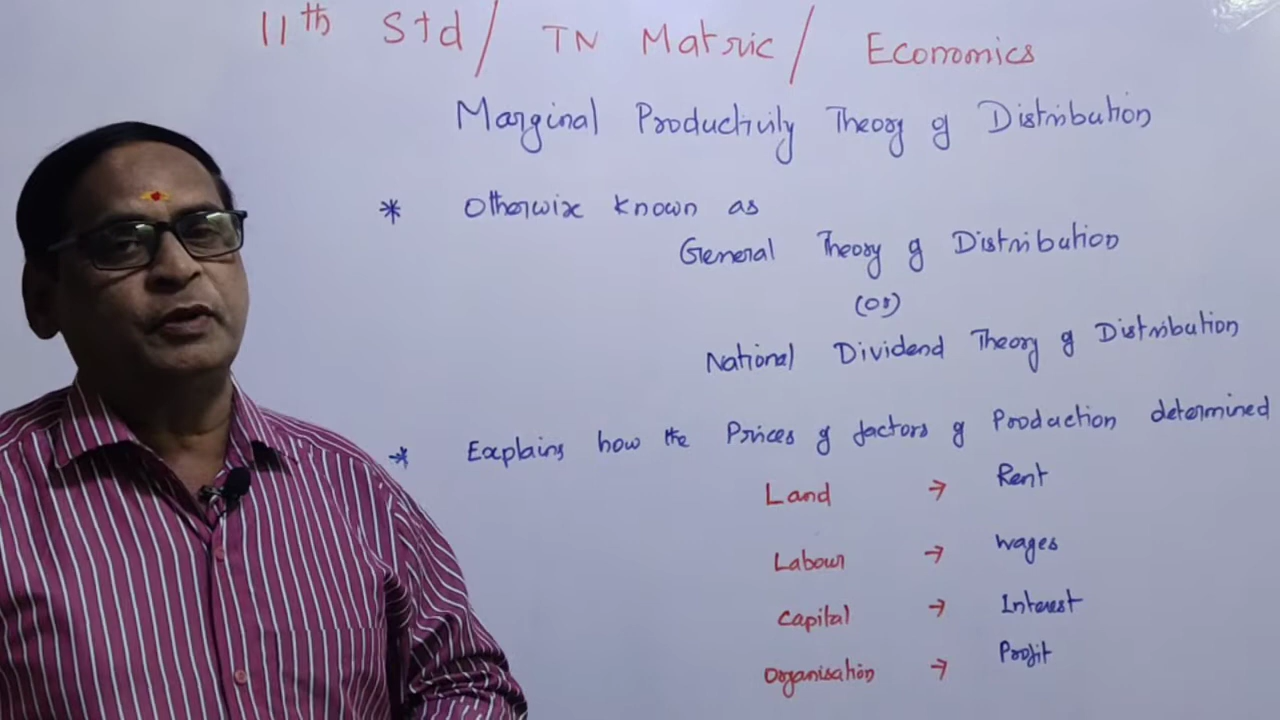 11th Std / TN Matric / Economics
Marginal Productivity Theory of Distribution
* Otherwise known as
General Theory of Distribution
(or)
National Dividend Theory of Distribution
* Explains how the Prices of factors of Production determined
Land → Rent
Labour → Wages
Capital → Interest
Organisation → Profit